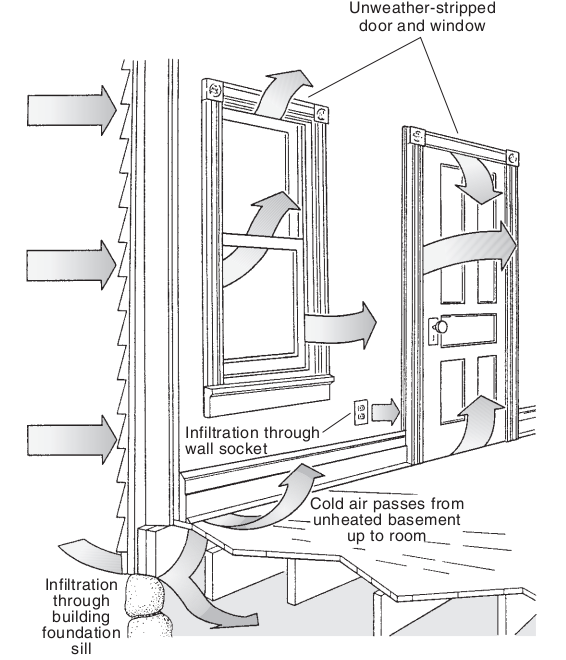 Unweather-stripped
door and window
Infiltration through
wall socket
Cold air passes from
unheated basement
up to room
Infiltration
through
building
foundation
sill